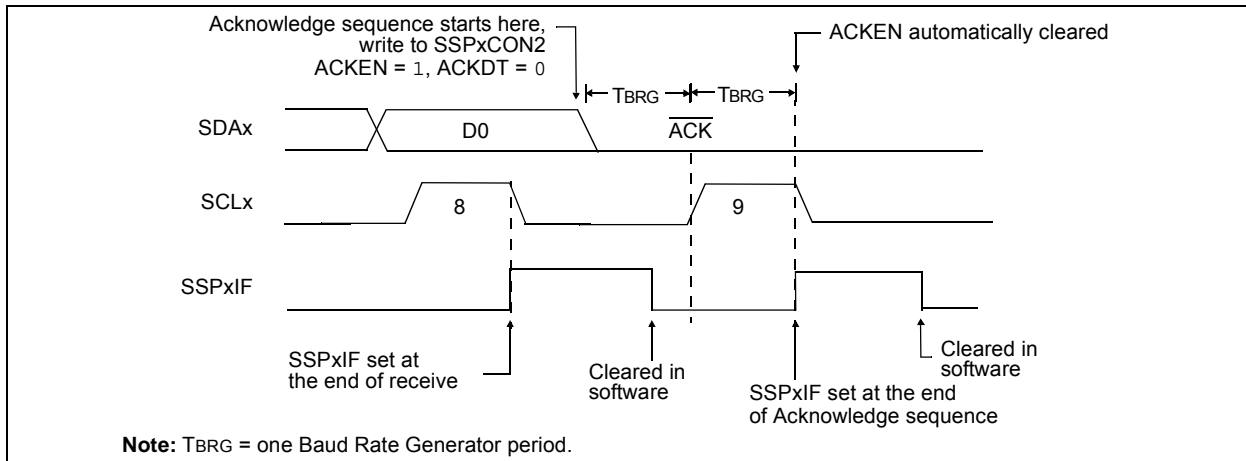 Acknowledge sequence starts here,
write to SSPxCON2
ACKEN = 1, ACKDT = 0
ACKEN automatically cleared
TBRG
TBRG
SDAx
D0
ACK
SCLx
8
9
SSPxIF
SSPxIF set at
the end of receive
Cleared in
software
SSPxIF set at the end
of Acknowledge sequence
Cleared in
software
Note: TBRG = one Baud Rate Generator period.